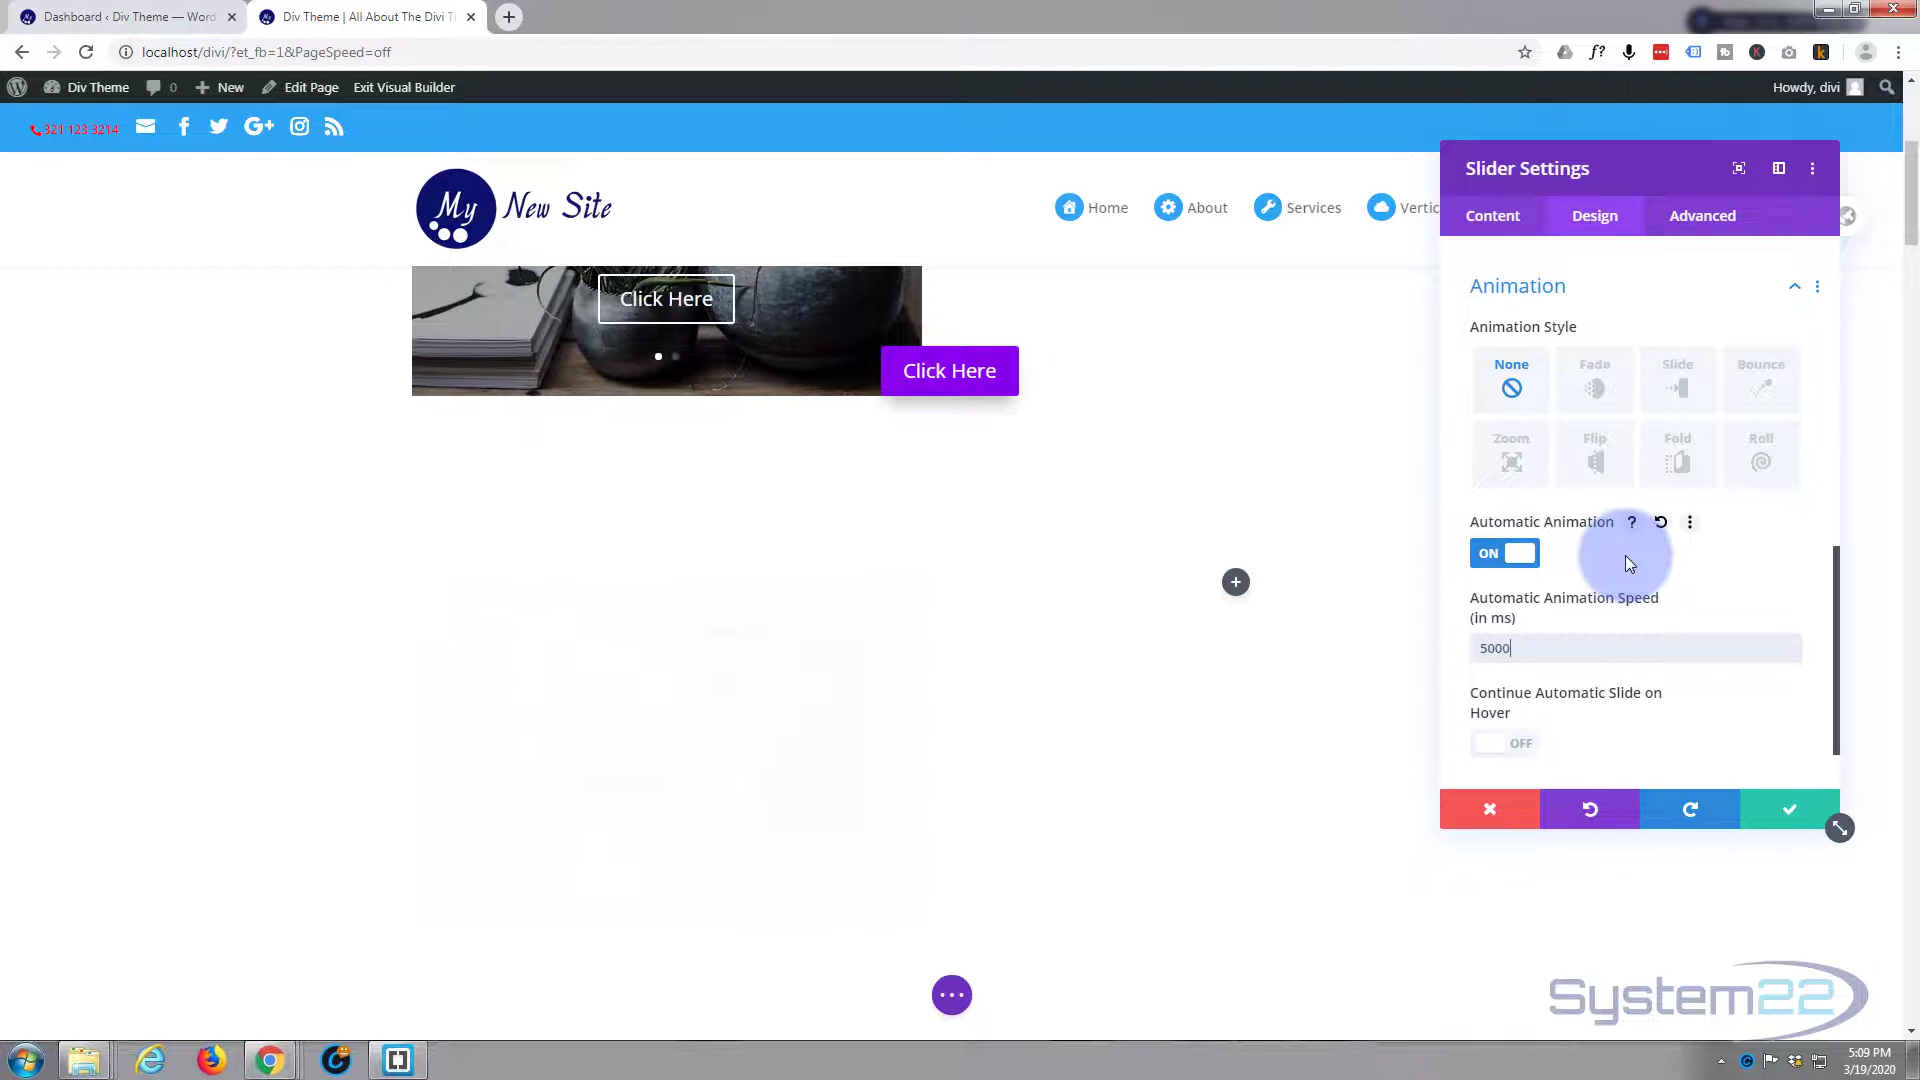 Dashboard ‹ Div Theme — Word
Div Theme | All About The Divi T
localhost/divi/?et_fb=1&PageSpeed=off
Div Theme
0
New
Edit Page
Exit Visual Builder
Howdy, divi
321 123 3214
My New Site
Home
About
Services
Vertic
Slider Settings
Content
Design
Advanced
Click Here
Click Here
Animation
Animation Style
None
Fade
Slide
Bounce
Zoom
Flip
Fold
Roll
Automatic Animation
ON
Automatic Animation Speed
(in ms)
5000
Continue Automatic Slide on
Hover
OFF
System22
5:09 PM
3/19/2020